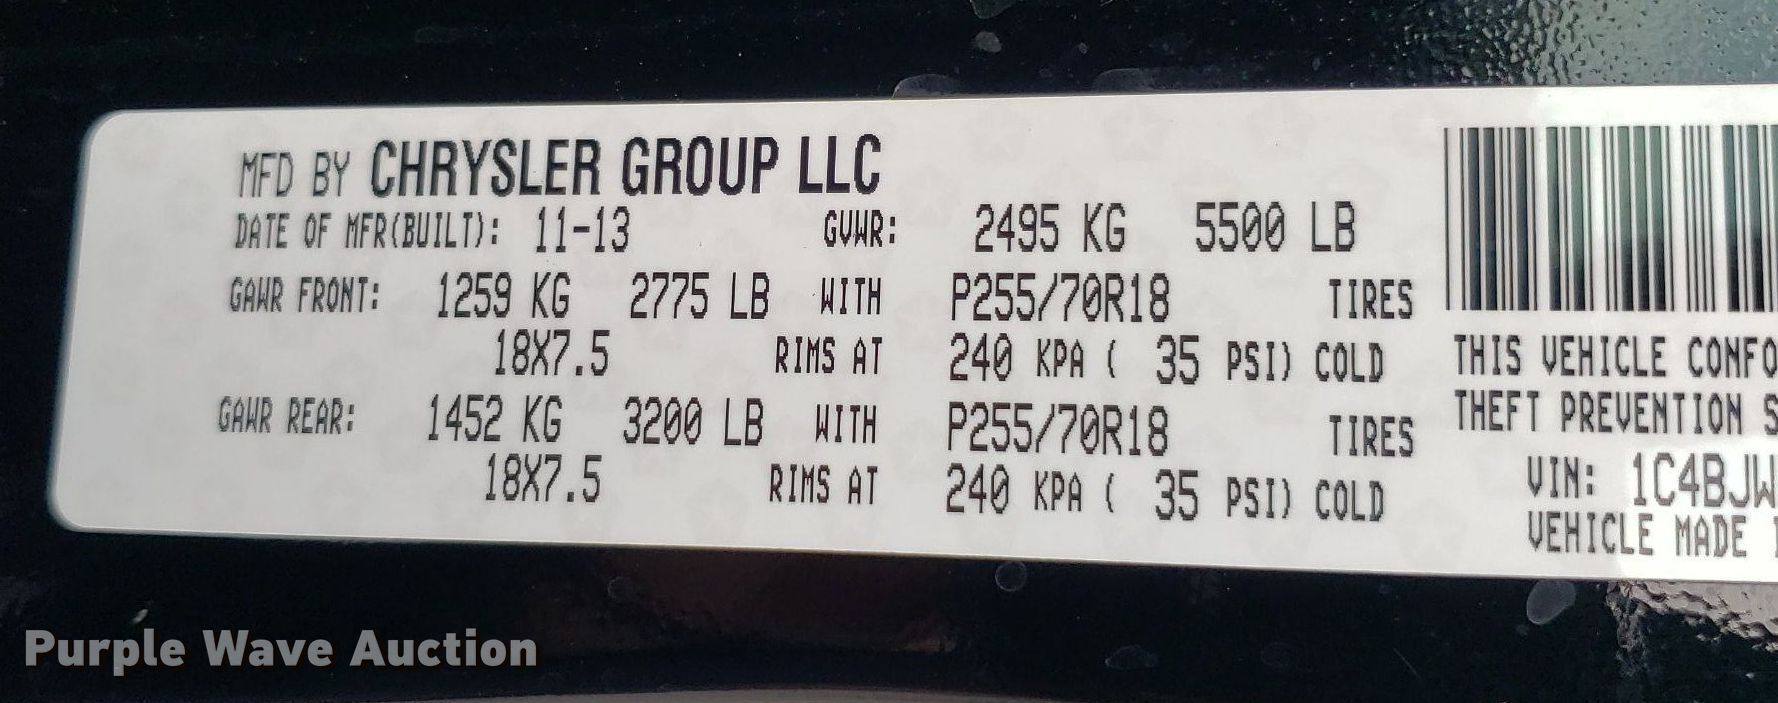 MFD BY CHRYSLER GROUP LLC
DATE OF MFR(BUILT): 11-13 GVWR: 2495 KG 5500 LB
GAWR FRONT: 1259 KG 2775 LB WITH P255/70R18 TIRES
18X7.5 RIMS AT 240 KPA ( 35 PSI) COLD
GAWR REAR: 1452 KG 3200 LB WITH P255/70R18 TIRES
18X7.5 RIMS AT 240 KPA ( 35 PSI) COLD
THIS VEHICLE CONFO
THEFT PREVENTION S
VIN: 1C4BJW
VEHICLE MADE
Purple Wave Auction